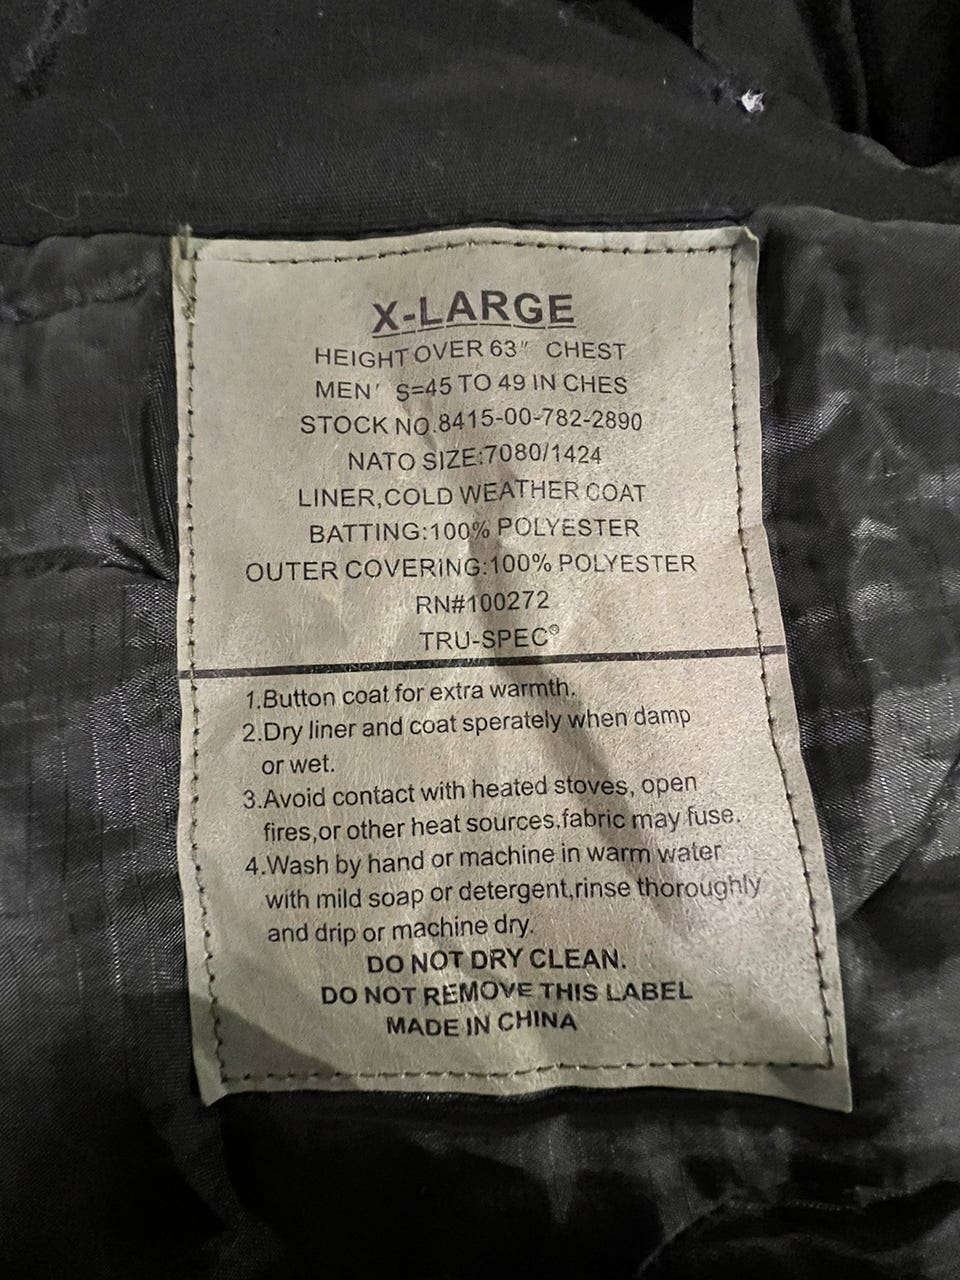 X-LARGE
HEIGHT OVER 63" CHEST
MEN' S=45 TO 49 IN CHES
STOCK NO.8415-00-782-2890
NATO SIZE:7080/1424
LINER,COLD WEATHER COAT
BATTING:100% POLYESTER
OUTER COVERING:100% POLYESTER
RN#100272
TRU-SPEC®
1.Button coat for extra warmth.
2.Dry liner and coat sperately when damp
or wet.
3.Avoid contact with heated stoves, open
fires,or other heat sources.fabric may fuse.
4.Wash by hand or machine in warm water
with mild soap or detergent,rinse thoroughly
and drip or machine dry.
DO NOT DRY CLEAN.
DO NOT REMOVE THIS LABEL
MADE IN CHINA